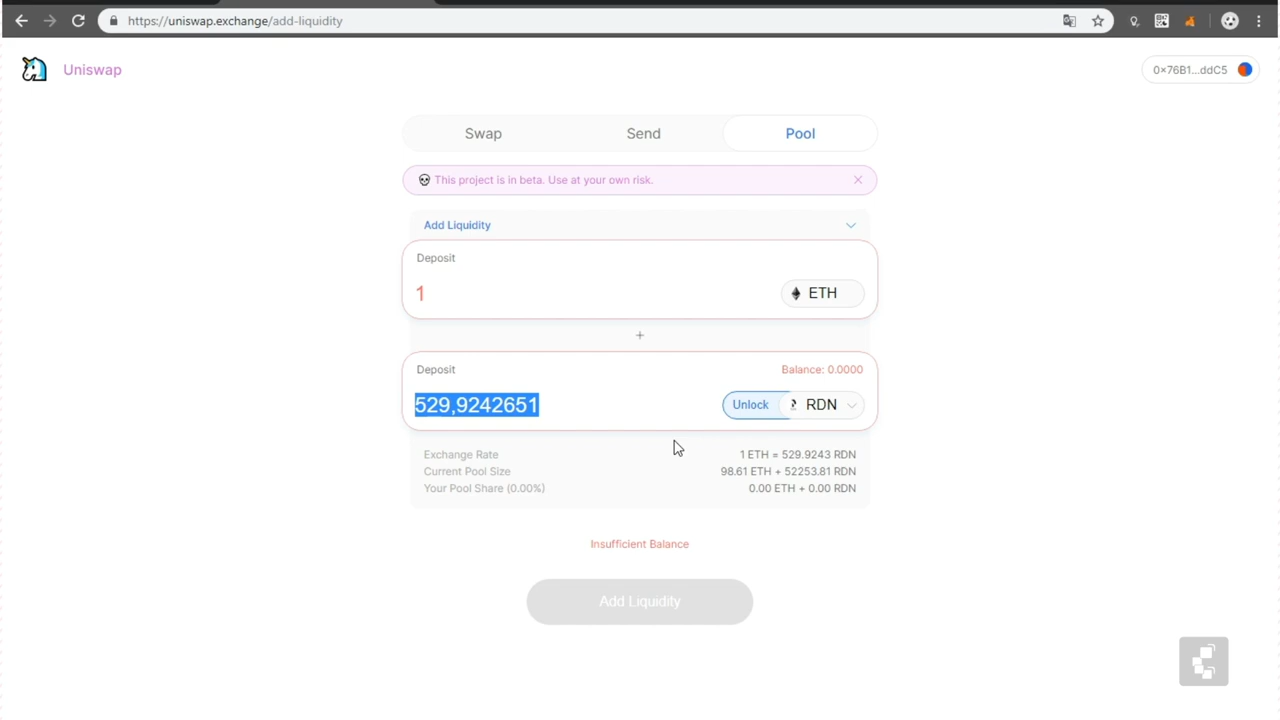 https://uniswap.exchange/add-liquidity
Uniswap
0×76B1...ddC5
Swap Send Pool
This project is in beta. Use at your own risk.
Add Liquidity
Deposit
1 ETH
+
Deposit Balance: 0.0000
529,9242651 Unlock RDN
Exchange Rate 1 ETH = 529.9243 RDN
Current Pool Size 98.61 ETH + 52253.81 RDN
Your Pool Share (0.00%) 0.00 ETH + 0.00 RDN
Insufficient Balance
Add Liquidity